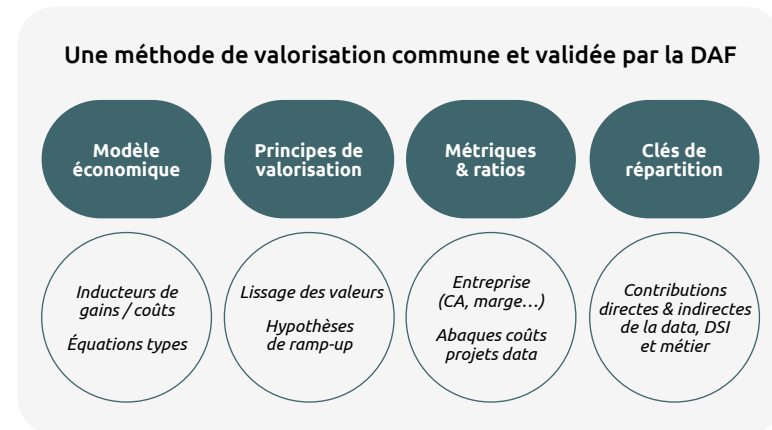 Une méthode de valorisation commune et validée par la DAF
Modèle
économique
Principes de
valorisation
Métriques
& ratios
Clés de
répartition
Inducteurs de
gains / coûts
Équations types
Lissage des valeurs
Hypothèses
de ramp-up
Entreprise
(CA, marge…)
Abaques coûts
projets data
Contributions
directes & indirectes
de la data, DSI
et métier